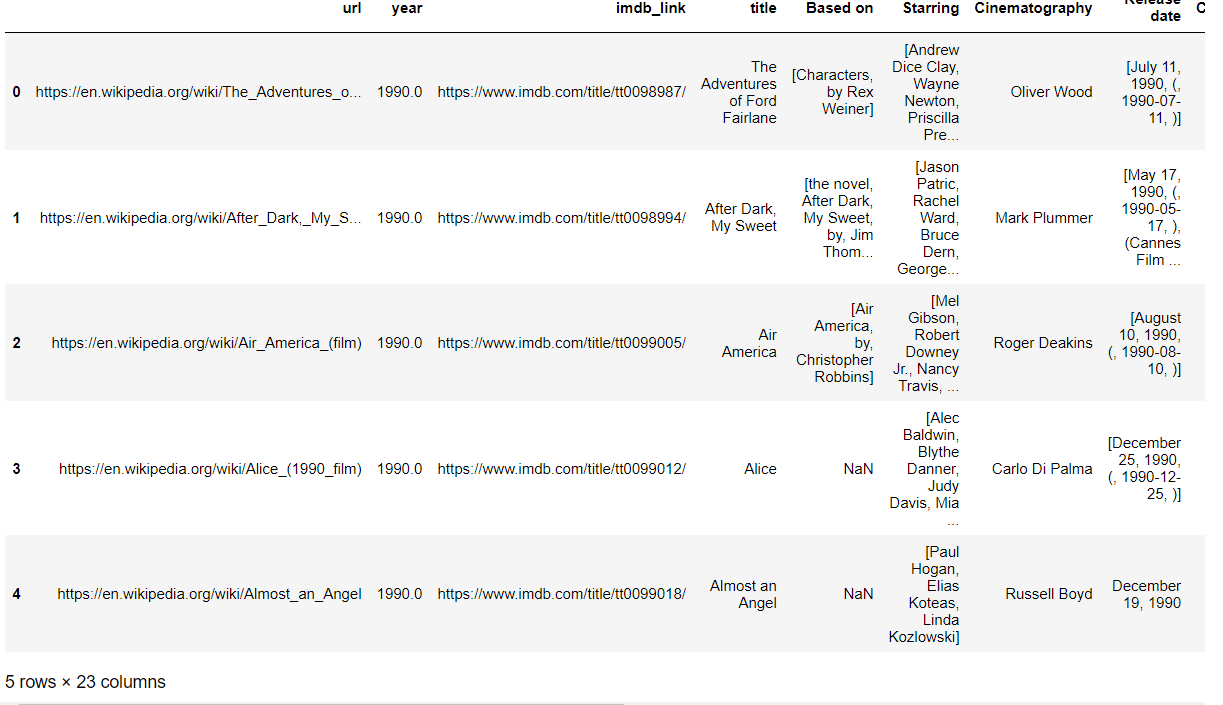 url year imdb_link title Based on Starring Cinematography Release date
0 https://en.wikipedia.org/wiki/The_Adventures_o... 1990.0 https://www.imdb.com/title/tt0098987/ The Adventures of Ford Fairlane [Characters, by Rex Weiner] [Andrew Dice Clay, Wayne Newton, Priscilla Pre... Oliver Wood [July 11, 1990, (, 1990-07-11, )]
1 https://en.wikipedia.org/wiki/After_Dark,_My_S... 1990.0 https://www.imdb.com/title/tt0098994/ After Dark, My Sweet [the novel, After Dark, My Sweet, by, Jim Thom... [Jason Patric, Rachel Ward, Bruce Dern, George... Mark Plummer [May 17, 1990, (, 1990-05-17, ), (Cannes Film ...
2 https://en.wikipedia.org/wiki/Air_America_(film) 1990.0 https://www.imdb.com/title/tt0099005/ Air America [Air America, by, Christopher Robbins] [Mel Gibson, Robert Downey Jr., Nancy Travis, ... Roger Deakins [August 10, 1990, (, 1990-08-10, )]
3 https://en.wikipedia.org/wiki/Alice_(1990_film) 1990.0 https://www.imdb.com/title/tt0099012/ Alice NaN [Alec Baldwin, Blythe Danner, Judy Davis, Mia ... Carlo Di Palma [December 25, 1990, (, 1990-12-25, )]
4 https://en.wikipedia.org/wiki/Almost_an_Angel 1990.0 https://www.imdb.com/title/tt0099018/ Almost an Angel NaN [Paul Hogan, Elias Koteas, Linda Kozlowski] Russell Boyd December 19, 1990
5 rows × 23 columns